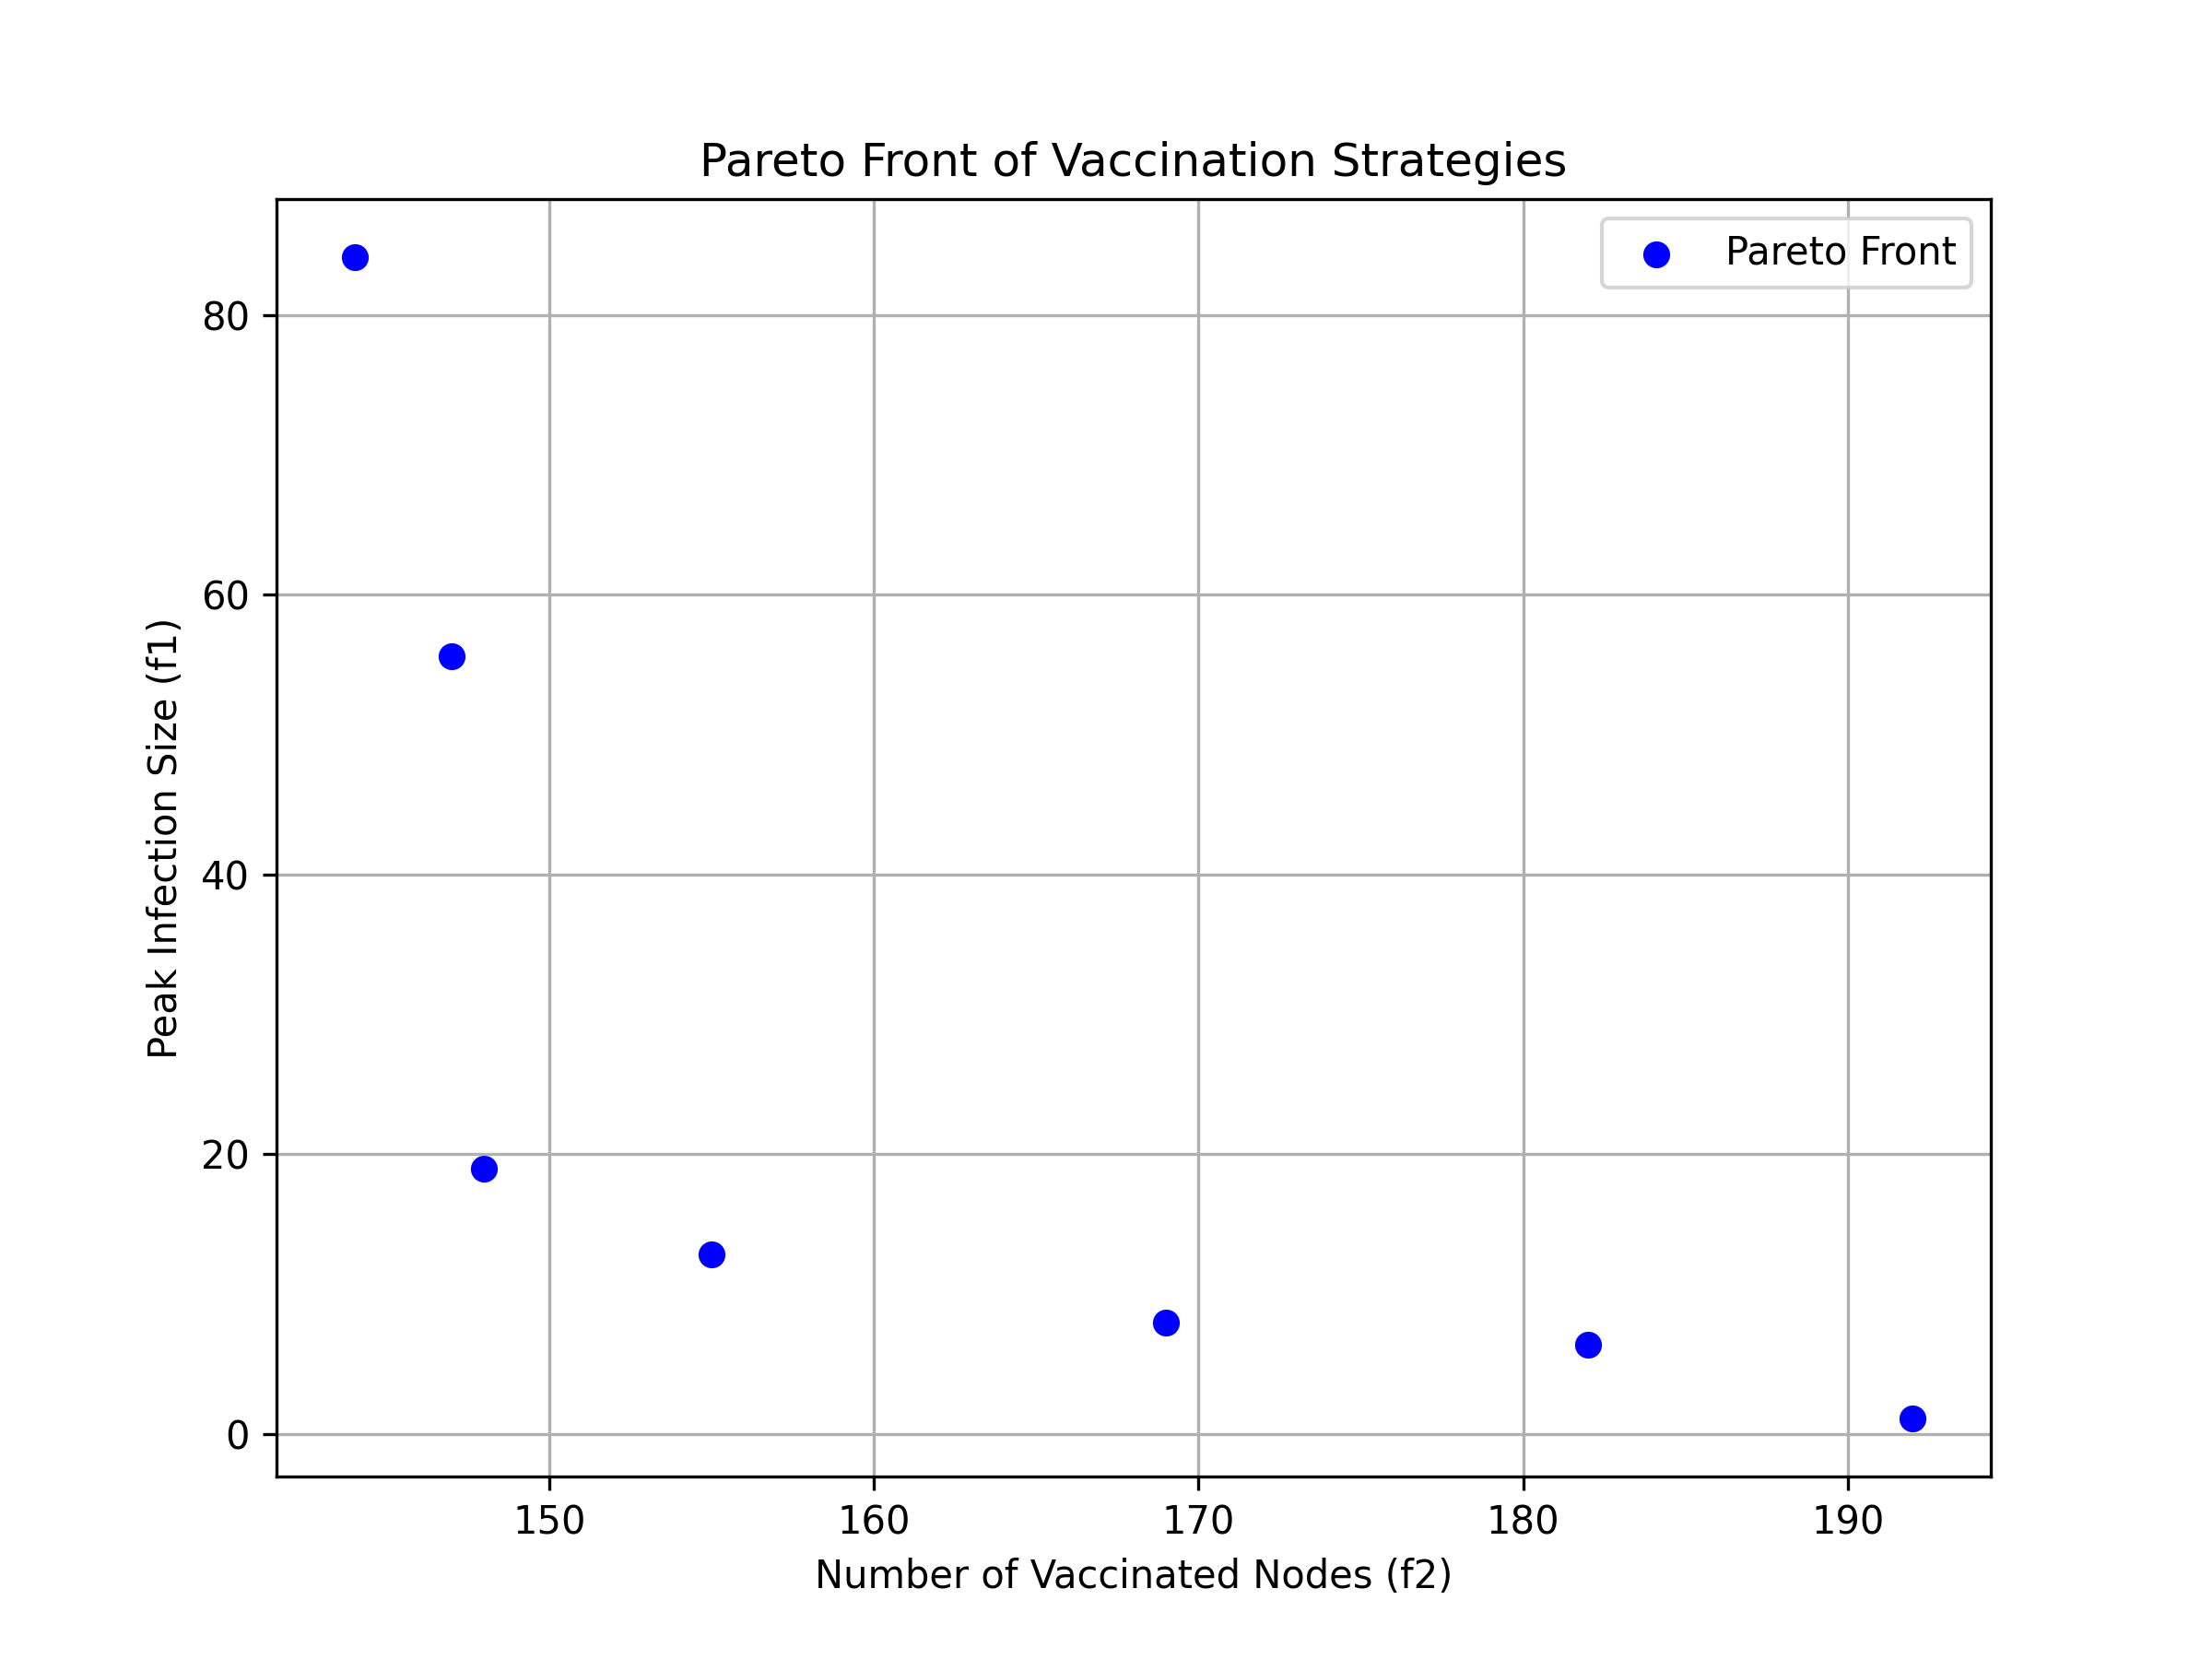 Pareto Front of Vaccination Strategies
Pareto Front
80
60
40
20
0
Peak Infection Size (f1)
150 160 170 180 190
Number of Vaccinated Nodes (f2)